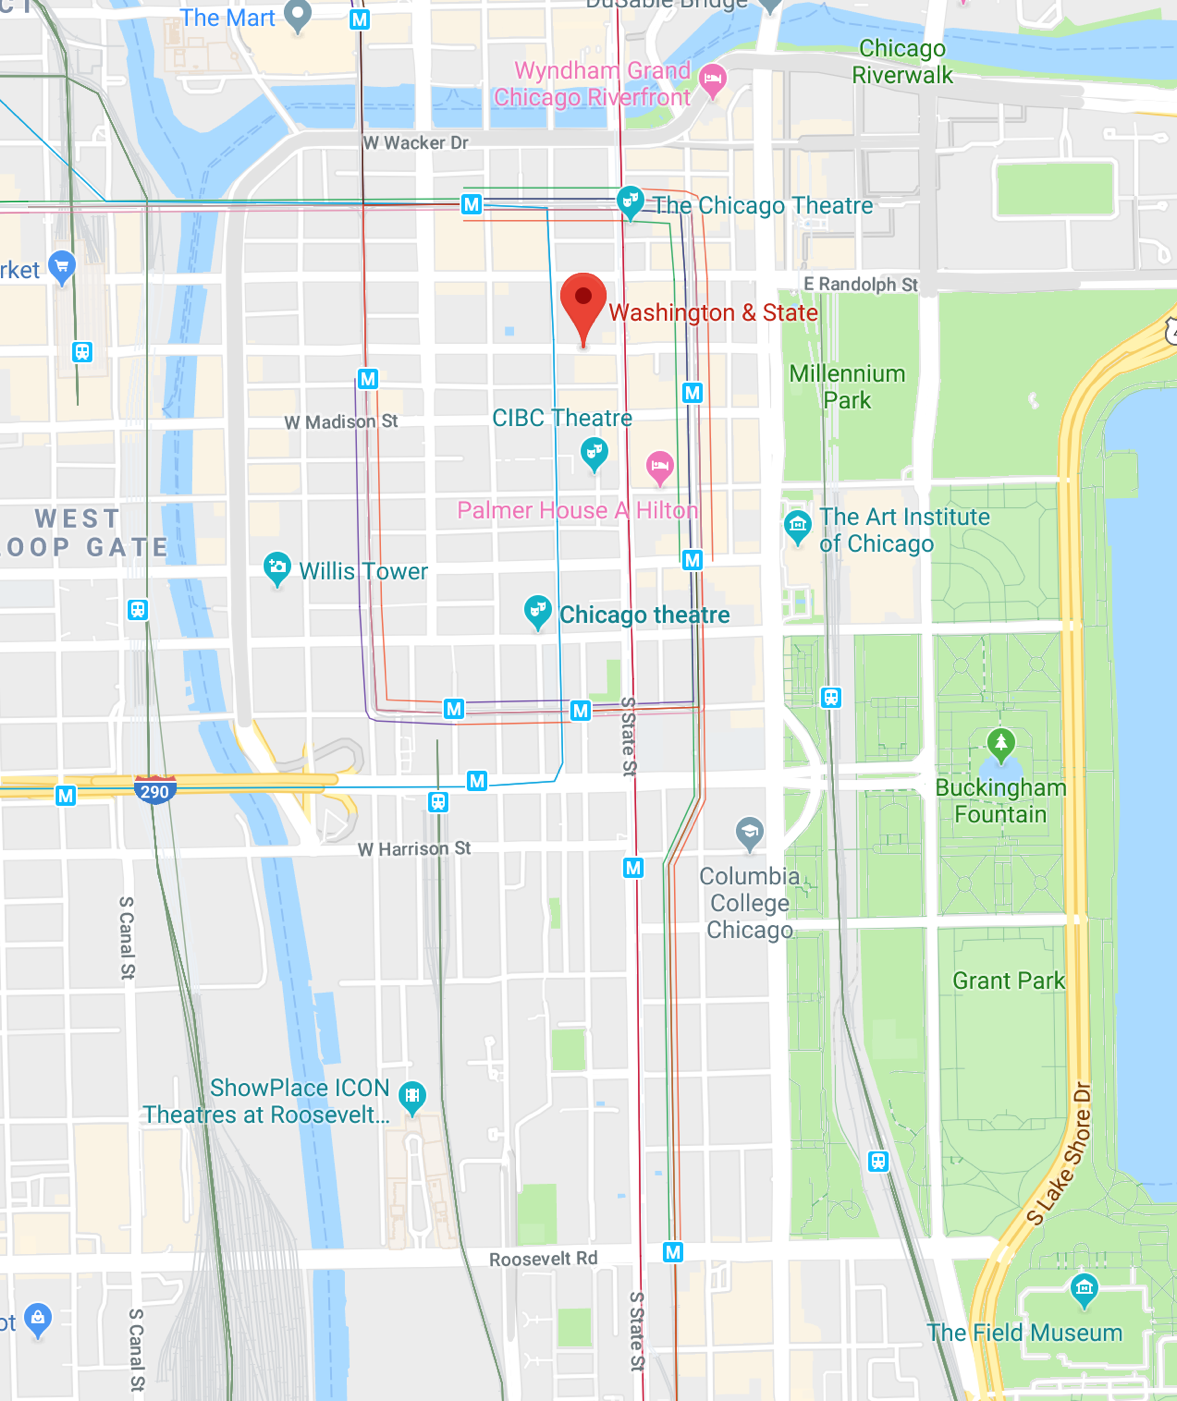 CT
The Mart
M
DuSable Bridge
Chicago
Riverwalk
Wyndham Grand
Chicago Riverfront
W Wacker Dr
M
The Chicago Theatre
rket
E Randolph St
Washington & State
Millennium
Park
M
M
CIBC Theatre
W Madison St
Palmer House A Hilton
WEST
LOOP GATE
The Art Institute
of Chicago
M
Willis Tower
Chicago theatre
M
M
S State St
Buckingham
Fountain
M
M
290
W Harrison St
M
Columbia
College
Chicago
S Canal St
Grant Park
ShowPlace ICON
Theatres at Roosevelt...
S Lake Shore Dr
Roosevelt Rd
M
S State St
S Canal St
ot
The Field Museum